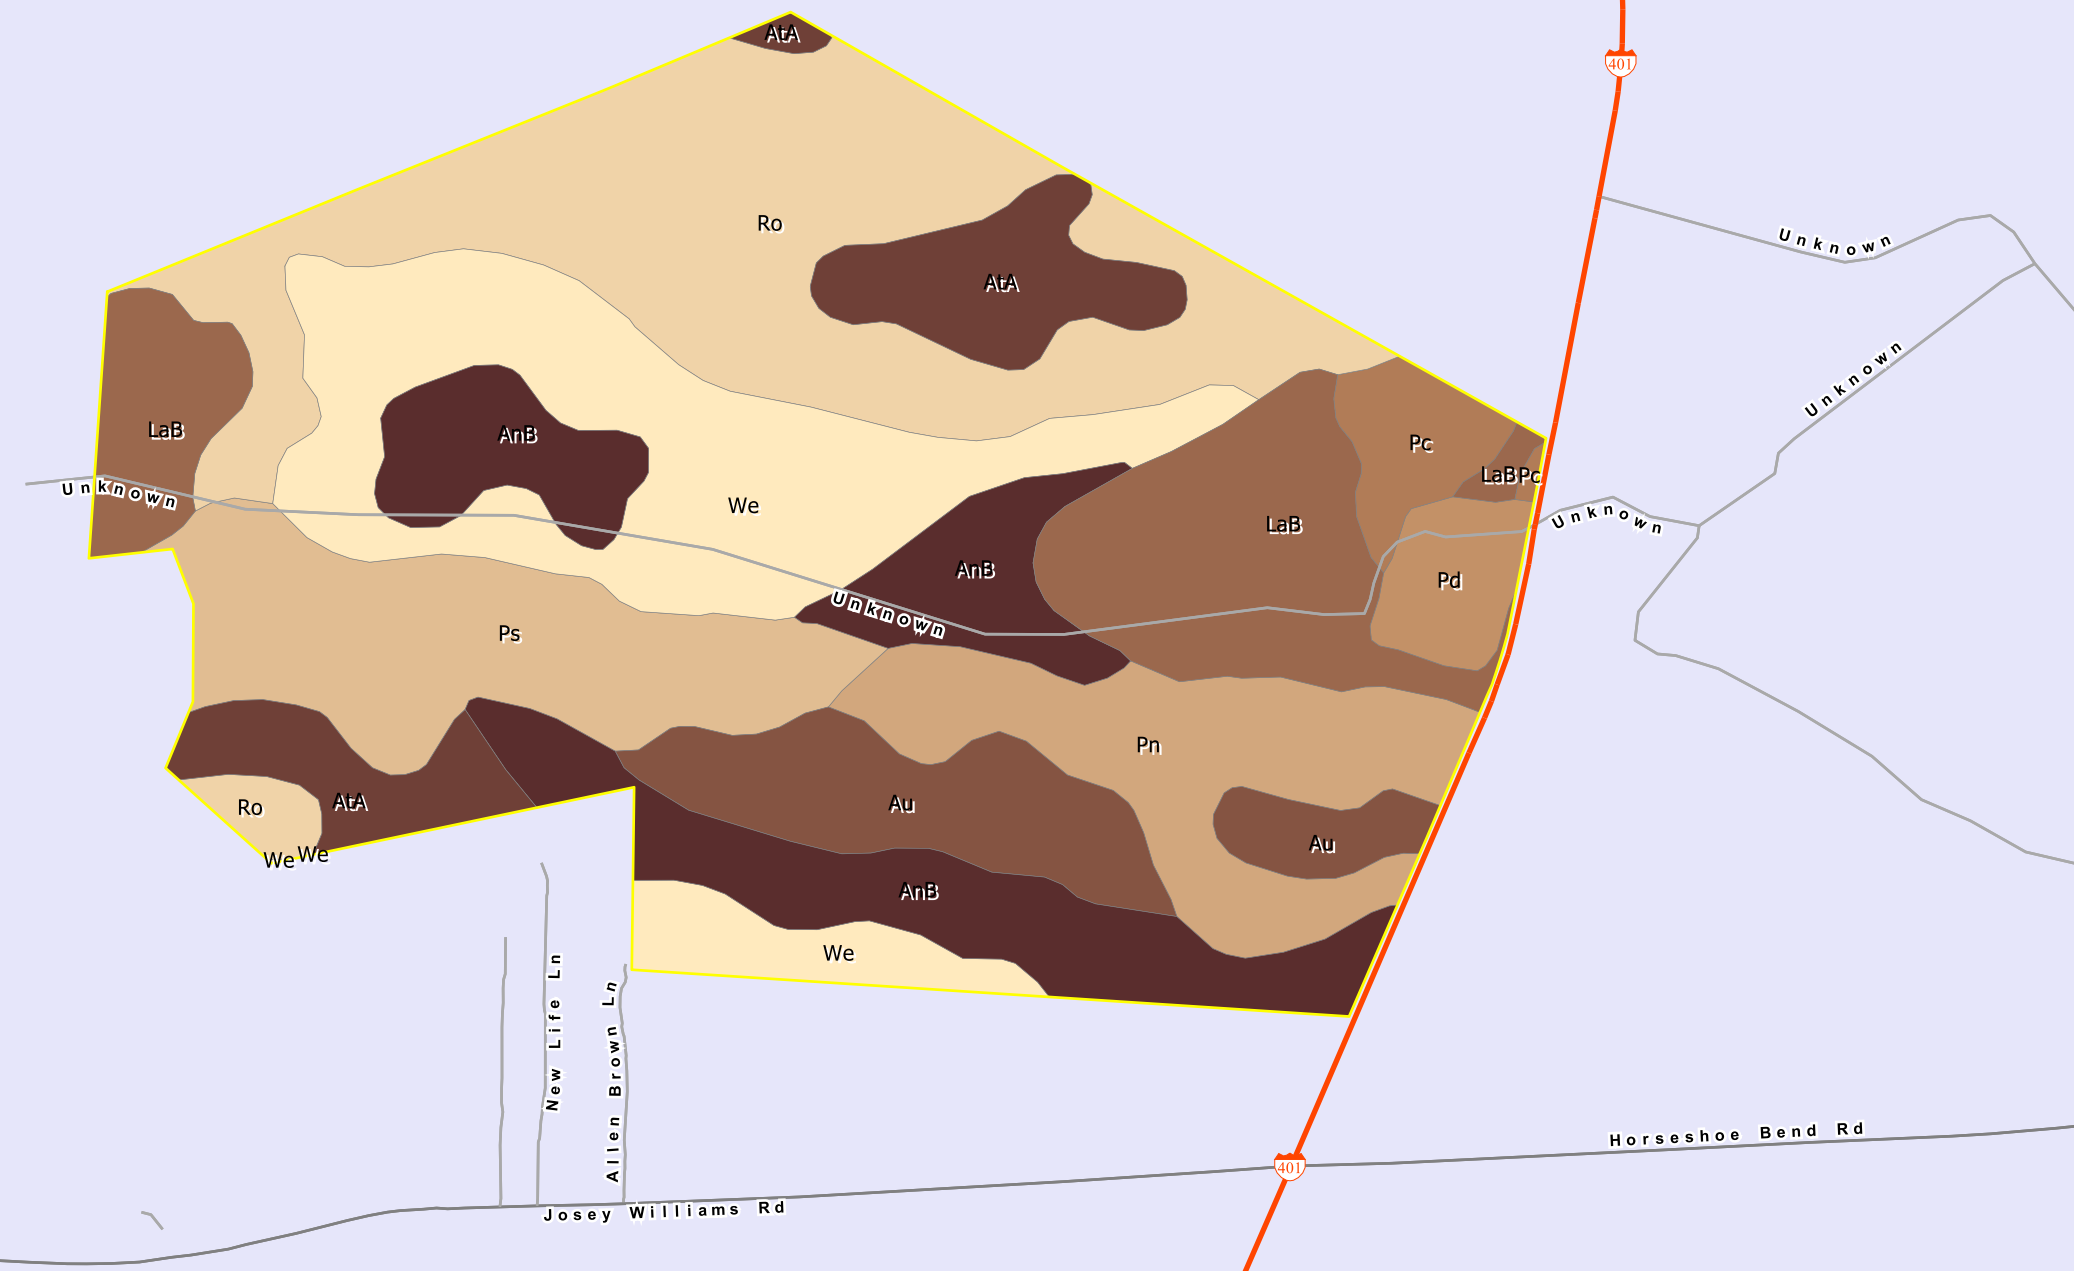 AtA
401
Ro
Unknown
AtA
Unknown
LaB
AnB
Pc
LaB
Pc
Unknown
We
LaB
Unknown
AnB
Pd
Unknown
Ps
Pn
Ro
AtA
Au
Au
We
We
AnB
We
New Life Ln
Allen Brown Ln
Horseshoe Bend Rd
401
Josey Williams Rd